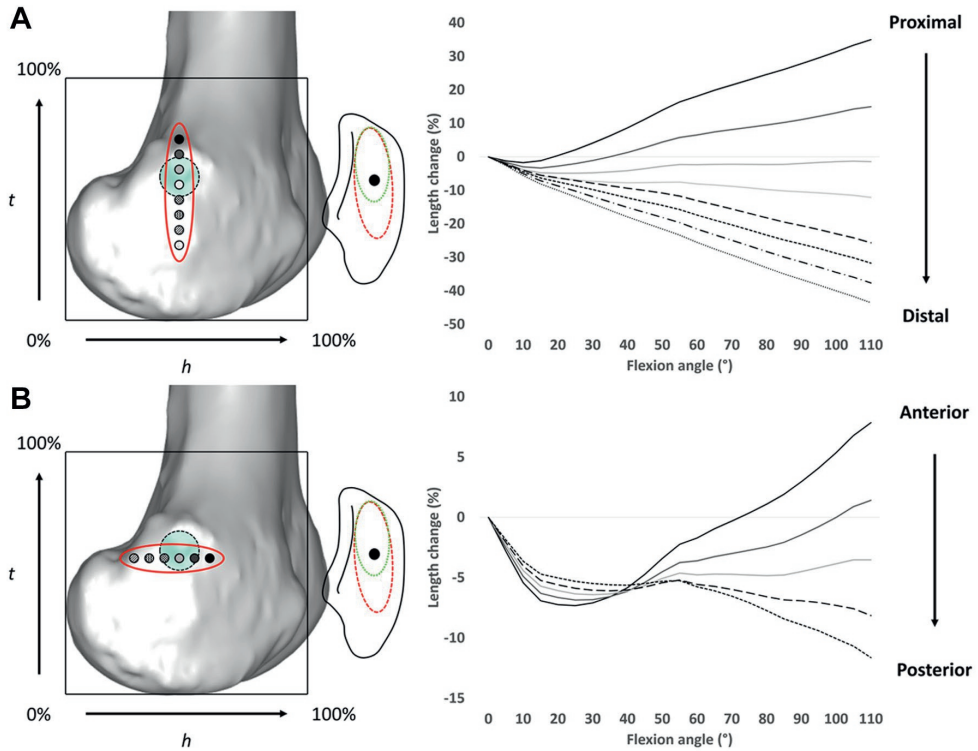 A
100%
t
0%
100%
h
Length change (%)
40
30
20
10
0
-10
-20
-30
-40
-50
0 10 20 30 40 50 60 70 80 90 100 110
Flexion angle (°)
Proximal
Distal
B
100%
t
0%
100%
h
Length change (%)
10
5
0
-5
-10
-15
0 10 20 30 40 50 60 70 80 90 100 110
Flexion angle (°)
Anterior
Posterior